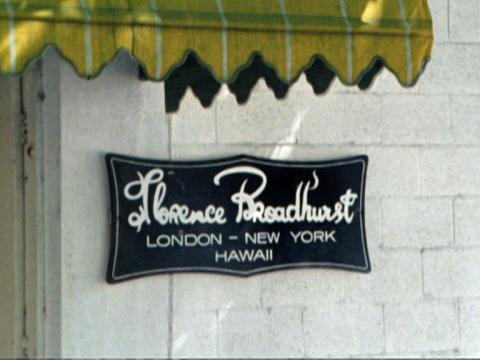 Florence Broadhurst
LONDON - NEW YORK
HAWAII